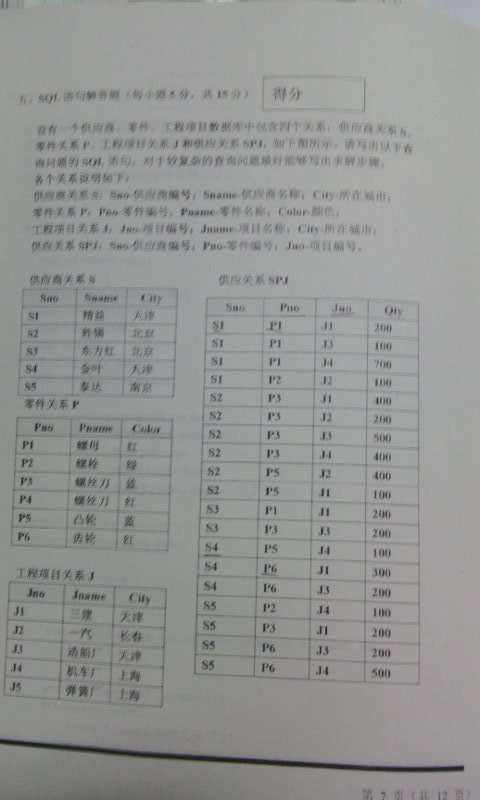 五、SQL 语句解答题（每小题 5 分，共 15 分）
得分
设有一个供应商、零件、工程项目数据库中包含四个关系：供应商关系 S、
零件关系 P、工程项目关系 J 和供应关系 SPJ，如下图所示。请写出以下查
询问题的 SQL 语句，对于较复杂的查询问题最好能够写出求解步骤。
各个关系说明如下：
供应商关系 S：Sno-供应商编号；Sname-供应商名称；City-所在城市；
零件关系 P：Pno-零件编号；Pname-零件名称；Color-颜色；
工程项目关系 J：Jno-项目编号；Jname-项目名称；City-所在城市；
供应关系 SPJ：Sno-供应商编号；Pno-零件编号；Jno-项目编号。
供应商关系 S
Sno Sname City
S1 精益 天津
S2 胜锡 北京
S3 东方红 北京
S4 金叶 天津
S5 泰达 南京
零件关系 P
Pno Pname Color
P1 螺母 红
P2 螺栓 绿
P3 螺丝刀 蓝
P4 螺丝刀 红
P5 凸轮 蓝
P6 齿轮 红
工程项目关系 J
Jno Jname City
J1 三建 天津
J2 一汽 长春
J3 造船厂 天津
J4 机车厂 上海
J5 弹簧厂 上海
供应关系 SPJ
Sno Pno Jno Qty
S1 P1 J1 200
S1 P1 J3 100
S1 P1 J4 700
S1 P2 J2 100
S2 P3 J1 400
S2 P3 J2 200
S2 P3 J3 500
S2 P3 J4 400
S2 P5 J2 400
S2 P5 J1 100
S3 P1 J1 200
S3 P3 J3 200
S4 P5 J4 100
S4 P6 J1 300
S4 P6 J3 200
S5 P2 J4 100
S5 P3 J1 200
S5 P6 J3 200
S5 P6 J4 500
第 7 页（共 12 页）